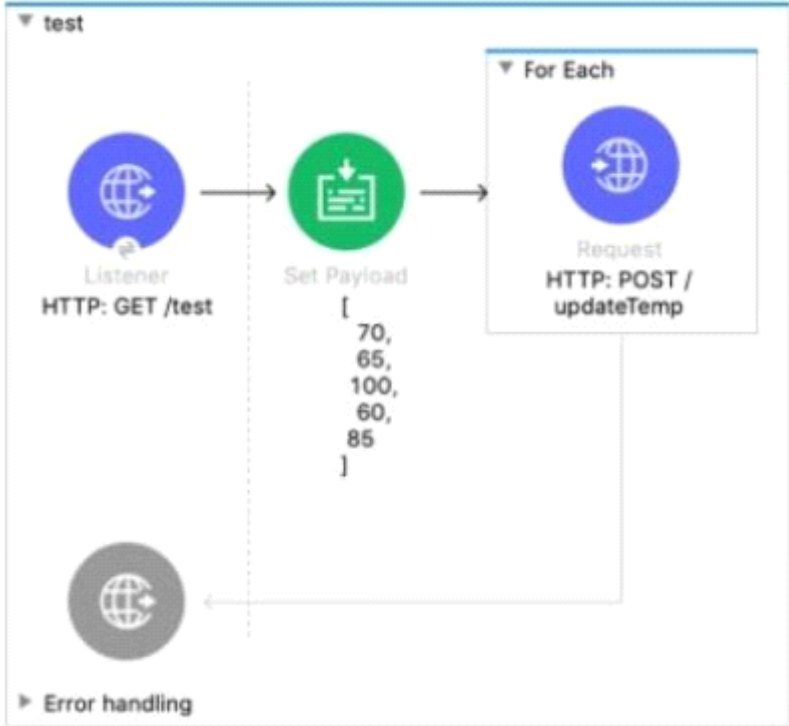 test
For Each
Listener
HTTP: GET /test
Set Payload
[
70,
65,
100,
60,
85
]
Request
HTTP: POST /
updateTemp
Error handling